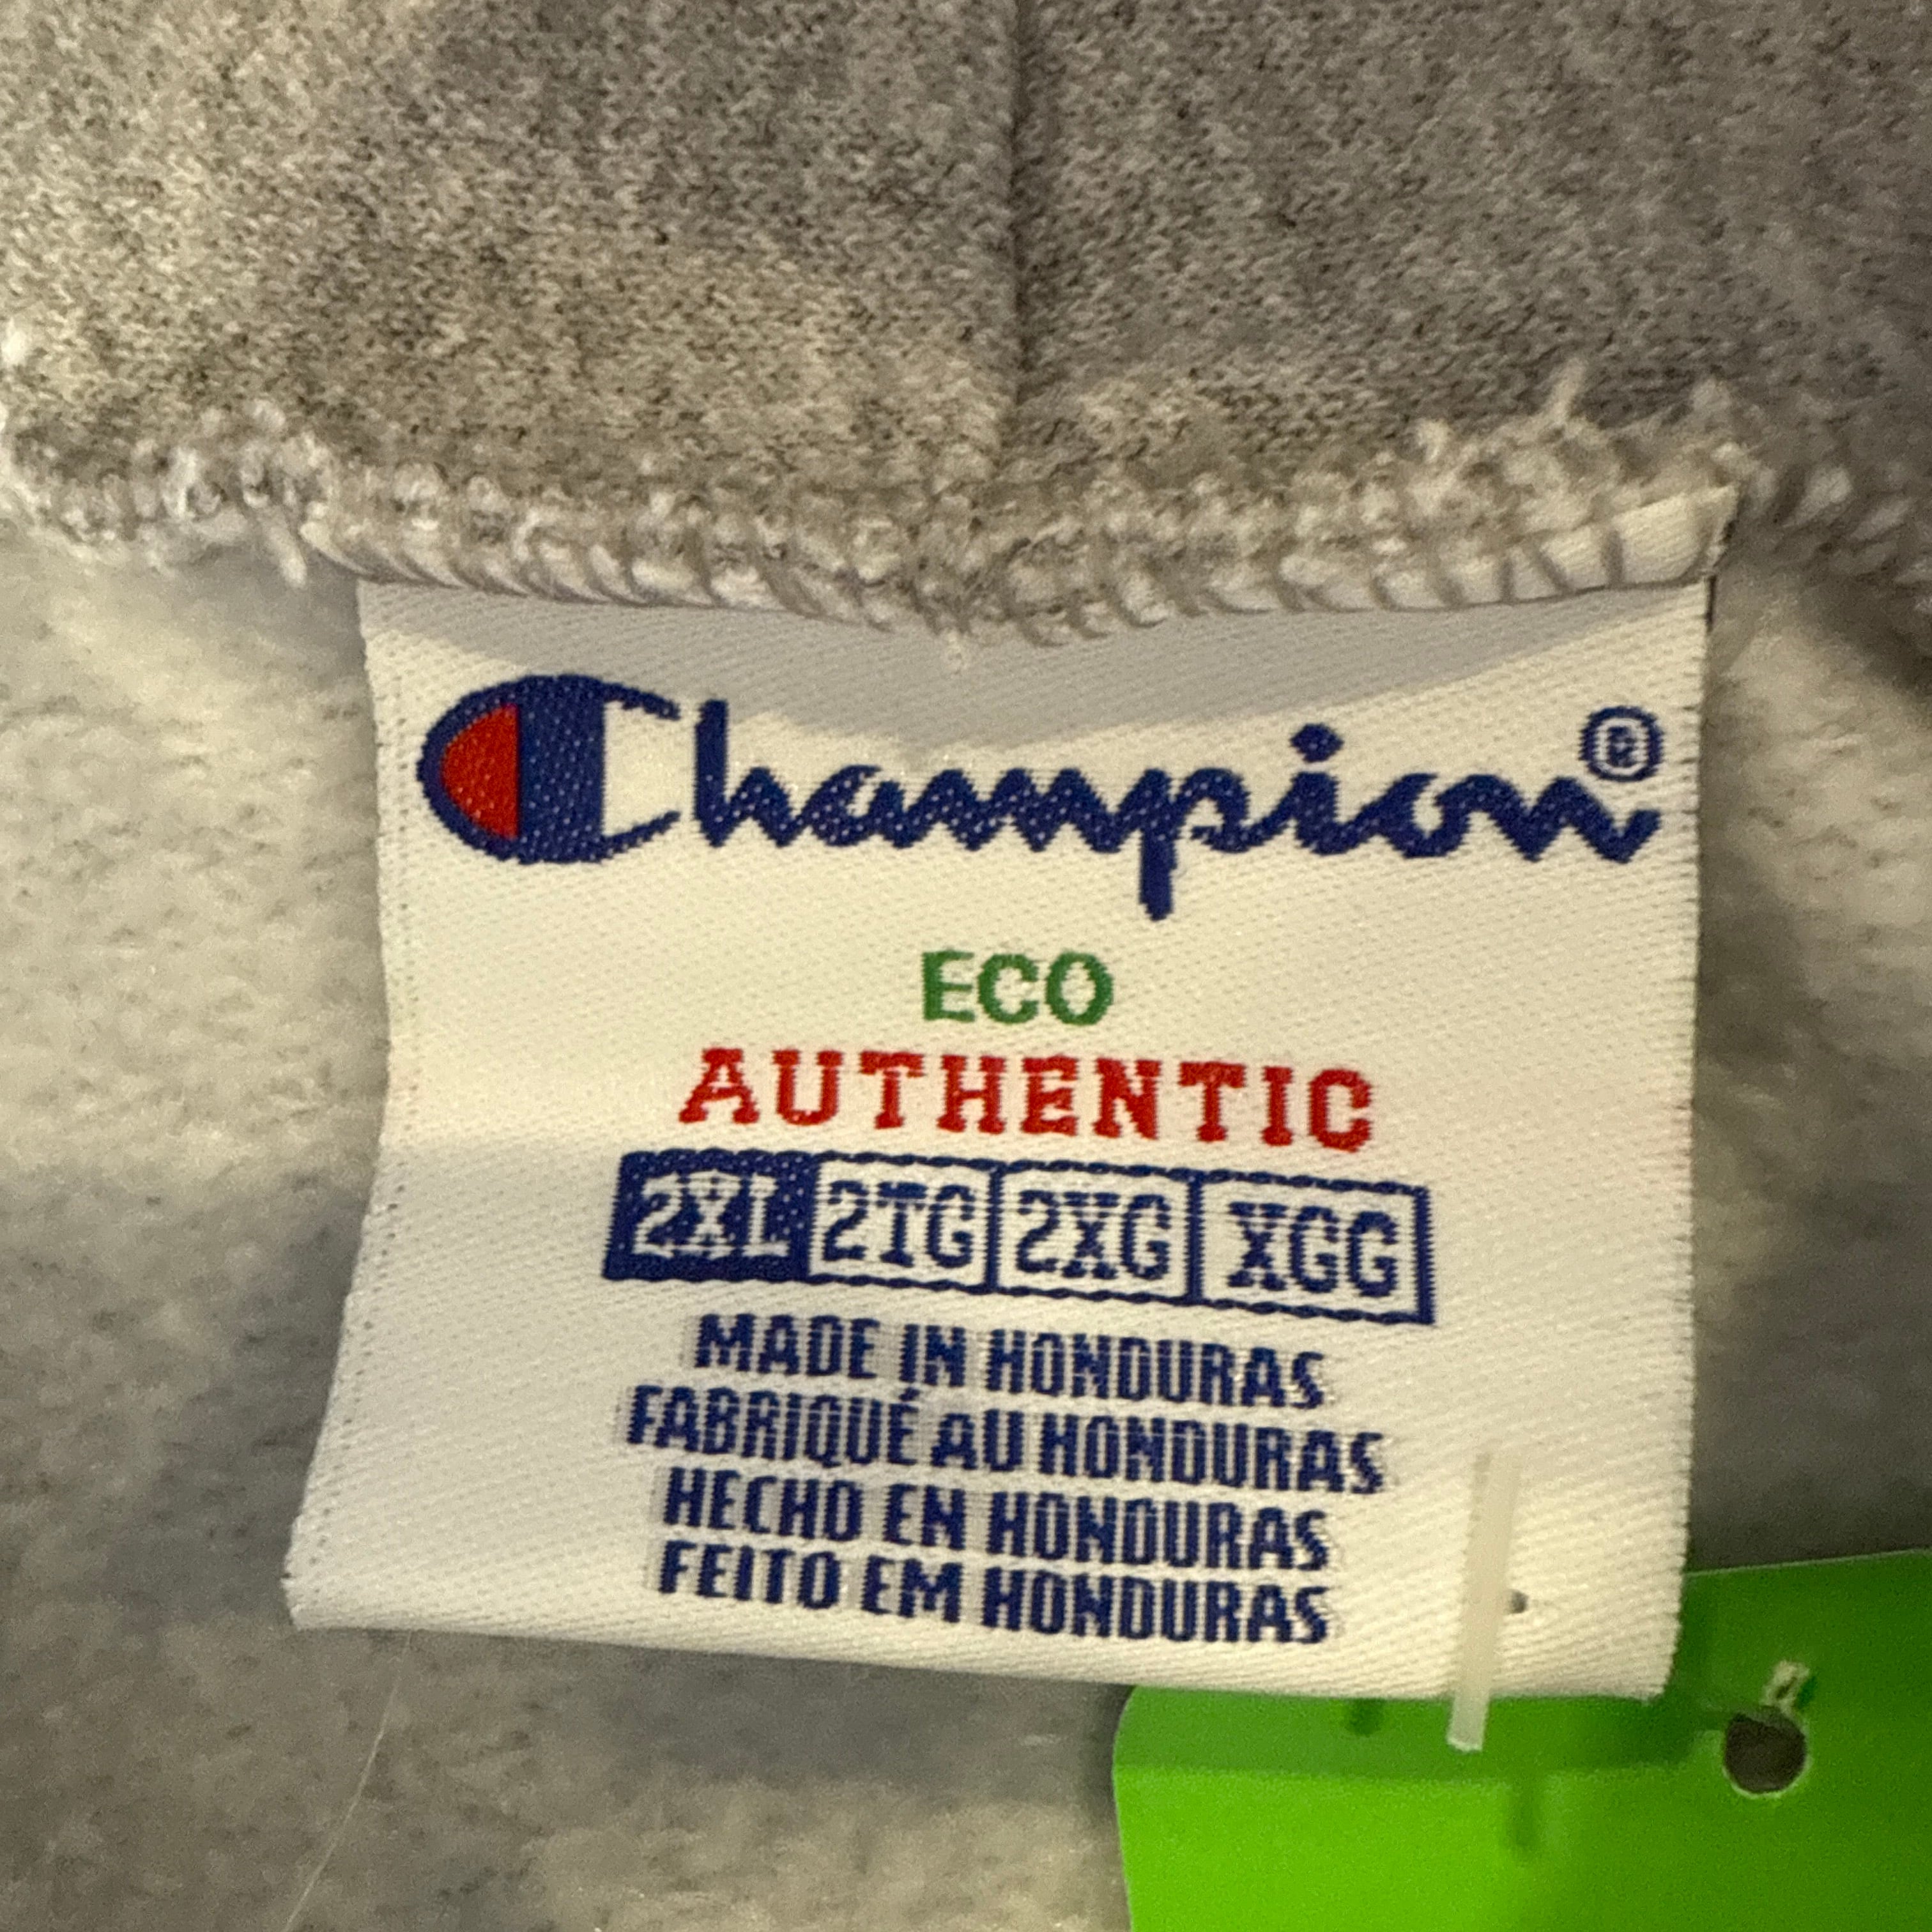 Champion®
ECO
AUTHENTIC
2XL 2TG 2XG XGG
MADE IN HONDURAS
FABRIQUÉ AU HONDURAS
HECHO EN HONDURAS
FEITO EM HONDURAS